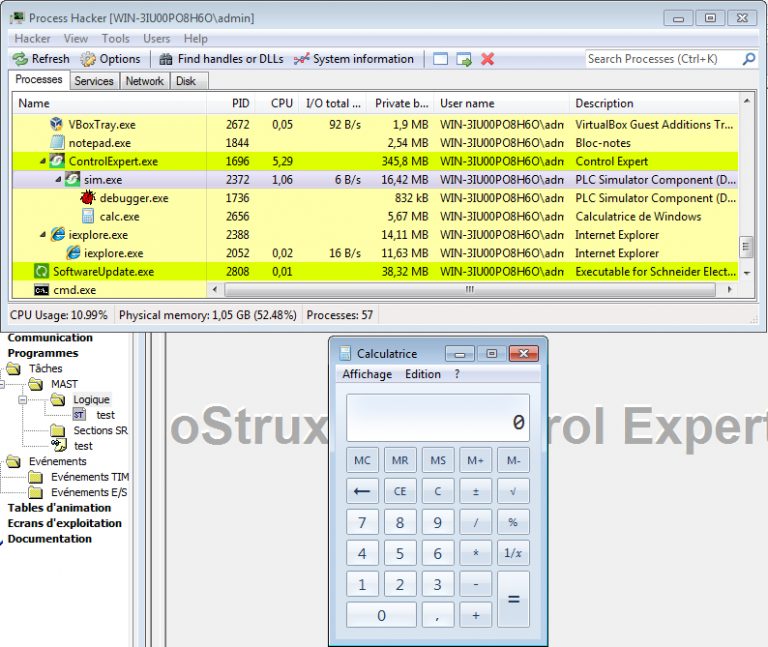 Process Hacker [WIN-3IU00PO8H6O\admin]
Hacker View Tools Users Help
Refresh Options Find handles or DLLs System information Search Processes (Ctrl+K)
Processes Services Network Disk
Name PID CPU I/O total ... Private b... User name Description
VBoxTray.exe 2672 0,05 92 B/s 1,9 MB WIN-3IU00PO8H6O\adm VirtualBox Guest Additions Tr...
notepad.exe 1844 2,54 MB WIN-3IU00PO8H6O\adm Bloc-notes
ControlExpert.exe 1696 5,29 345,8 MB WIN-3IU00PO8H6O\adm Control Expert
sim.exe 2372 1,06 6 B/s 16,42 MB WIN-3IU00PO8H6O\adm PLC Simulator Component (D...
debugger.exe 1736 832 kB WIN-3IU00PO8H6O\adm PLC Simulator Component (D...
calc.exe 2656 5,67 MB WIN-3IU00PO8H6O\adm Calculatrice de Windows
iexplore.exe 2388 14,11 MB WIN-3IU00PO8H6O\adm Internet Explorer
iexplore.exe 2052 0,02 16 B/s 11,63 MB WIN-3IU00PO8H6O\adm Internet Explorer
SoftwareUpdate.exe 2808 0,01 38,32 MB WIN-3IU00PO8H6O\adm Executable for Schneider Elect...
cmd.exe
CPU Usage: 10.99% Physical memory: 1,05 GB (52.48%) Processes: 57
Communication
Programmes
Tâches
MAST
Logique
test
Sections SR
test
Evénements
Evénements TIM
Evénements E/S
Tables d'animation
Ecrans d'exploitation
Documentation
oStrux rol Expert
Calculatrice
Affichage Edition ?
0
MC MR MS M+ M-
← CE C ± √
7 8 9 / %
4 5 6 * 1/x
1 2 3 - =
0 , +